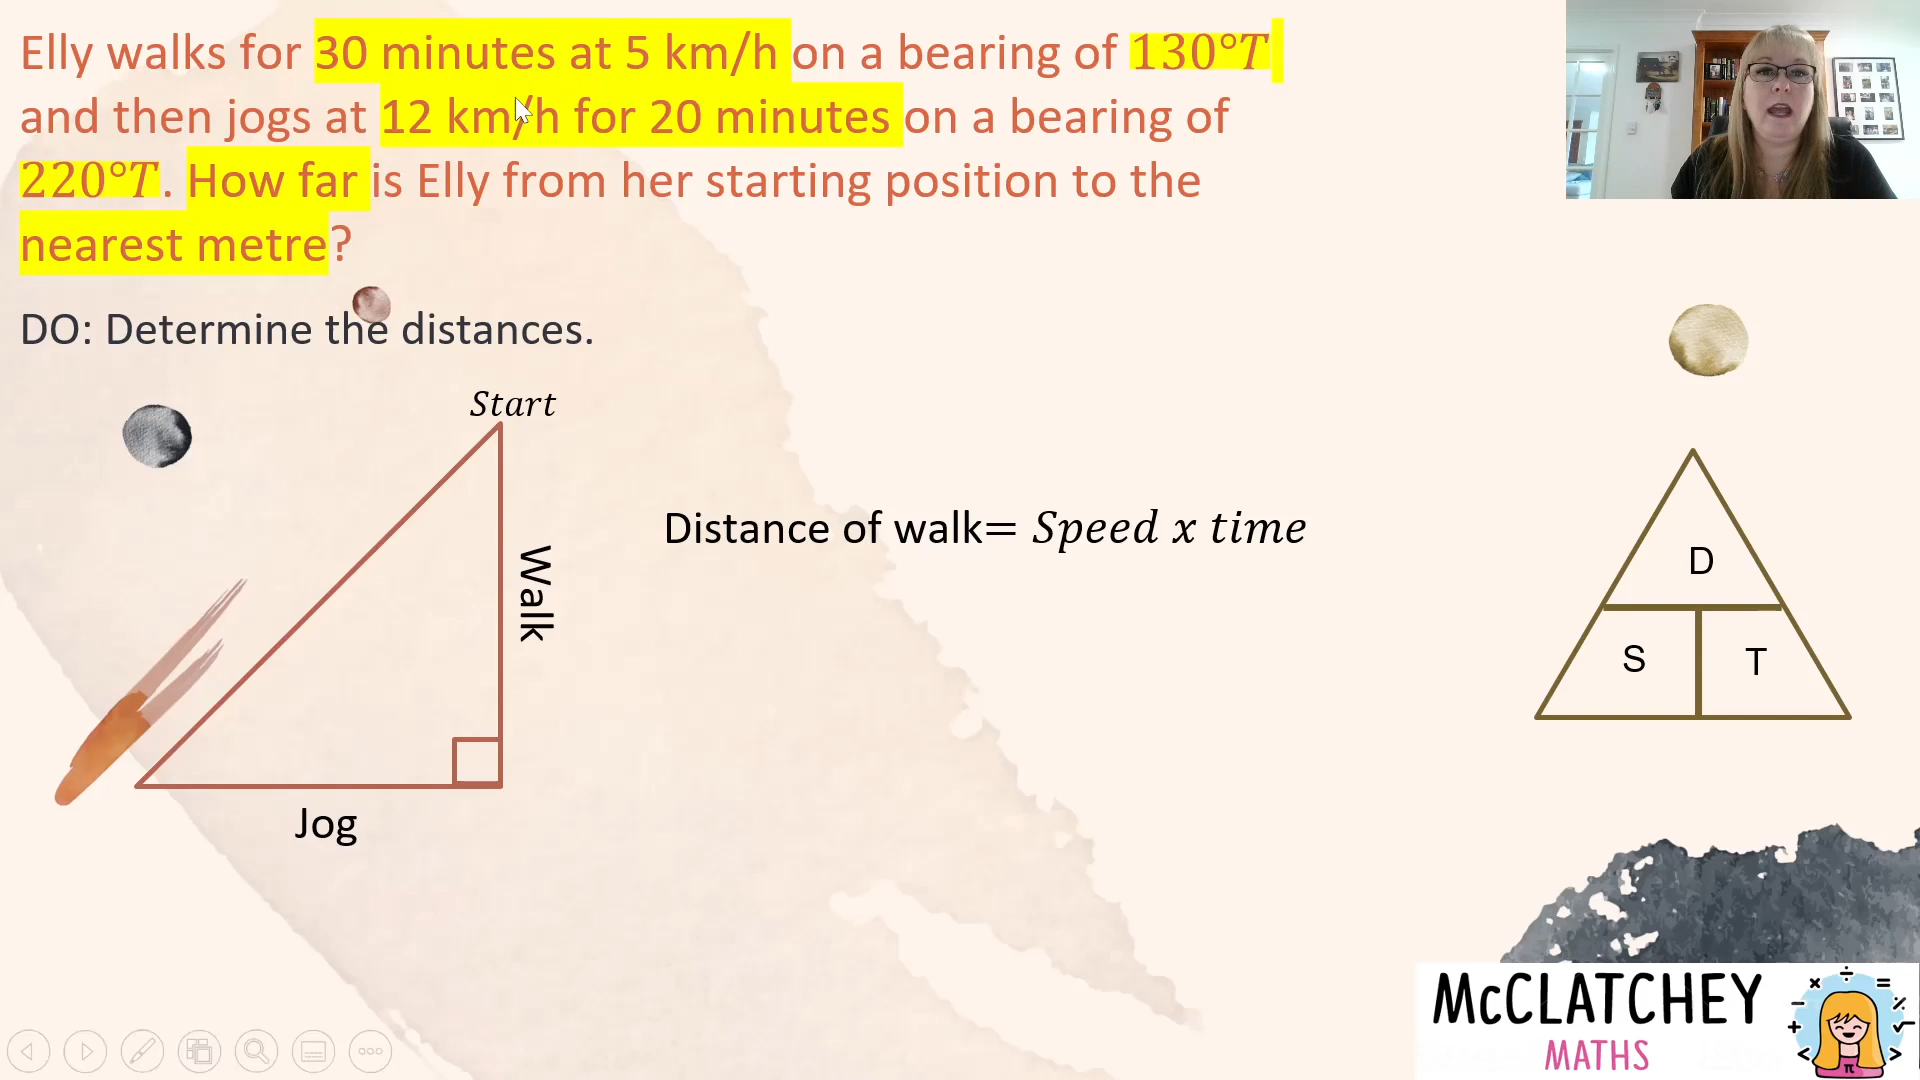 Elly walks for 30 minutes at 5 km/h on a bearing of 130°T
and then jogs at 12 km/h for 20 minutes on a bearing of
220°T. How far is Elly from her starting position to the
nearest metre?
DO: Determine the distances.
Start
Walk
Jog
Distance of walk= Speed x time
D
S T
McCLATCHEY
MATHS